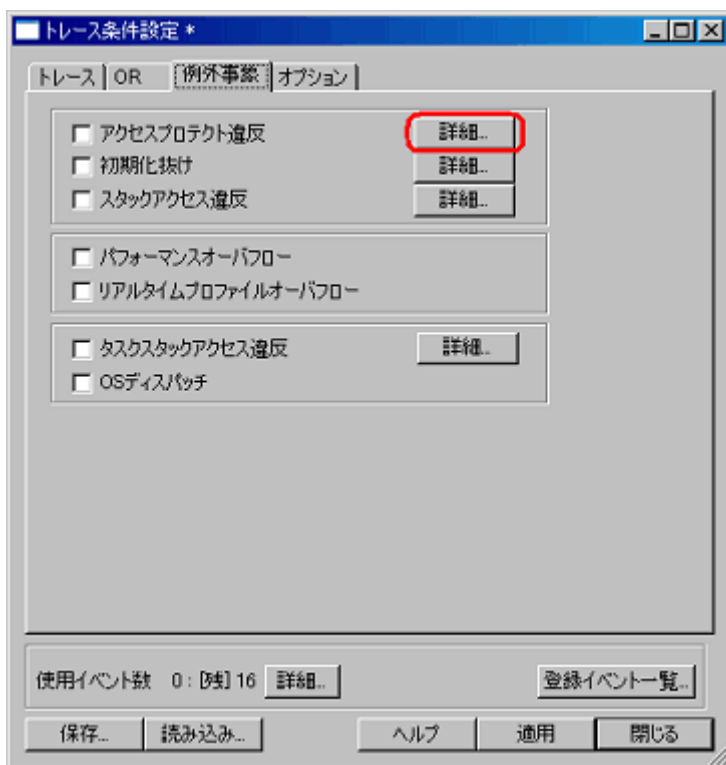 トレース条件設定 *
トレース OR 例外事象 オプション
アクセスプロテクト違反 詳細...
初期化抜け 詳細...
スタックアクセス違反 詳細...
パフォーマンスオーバフロー
リアルタイムプロファイルオーバフロー
タスクスタックアクセス違反 詳細...
OSディスパッチ
使用イベント数 0 : [残] 16 詳細... 登録イベント一覧...
保存... 読み込み... ヘルプ 適用 閉じる